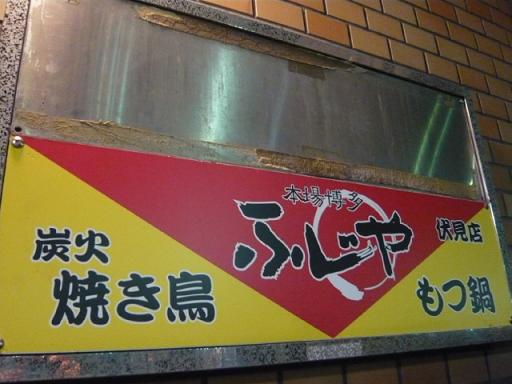 本場博多
ふじや
伏見店
炭火
焼き鳥
もつ鍋